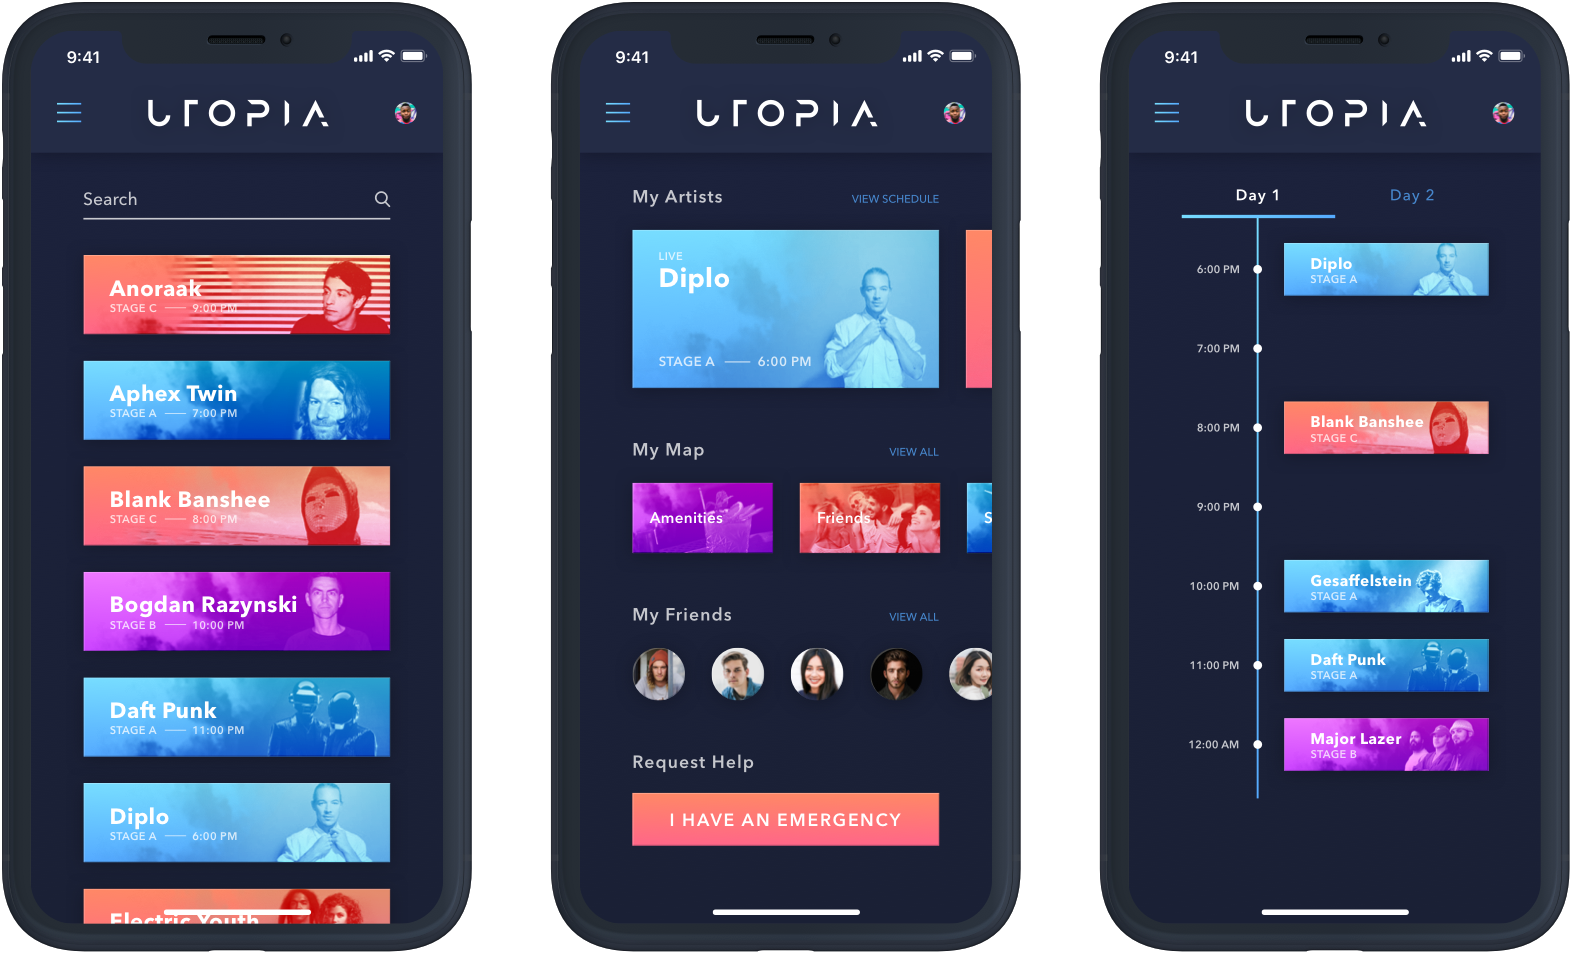 9:41
UTOPIA
Search
Anoraak
STAGE C — 9:00 PM
Aphex Twin
STAGE A — 7:00 PM
Blank Banshee
STAGE C — 8:00 PM
Bogdan Razynski
STAGE B — 10:00 PM
Daft Punk
STAGE A — 11:00 PM
Diplo
STAGE A — 6:00 PM
Electric Youth
9:41
UTOPIA
My Artists VIEW SCHEDULE
LIVE
Diplo
STAGE A — 6:00 PM
My Map VIEW ALL
Amenities Friends S
My Friends VIEW ALL
Request Help
I HAVE AN EMERGENCY
9:41
UTOPIA
Day 1 Day 2
6:00 PM Diplo
STAGE A
7:00 PM
8:00 PM Blank Banshee
STAGE C
9:00 PM
10:00 PM Gesaffelstein
STAGE A
11:00 PM Daft Punk
STAGE A
12:00 AM Major Lazer
STAGE B